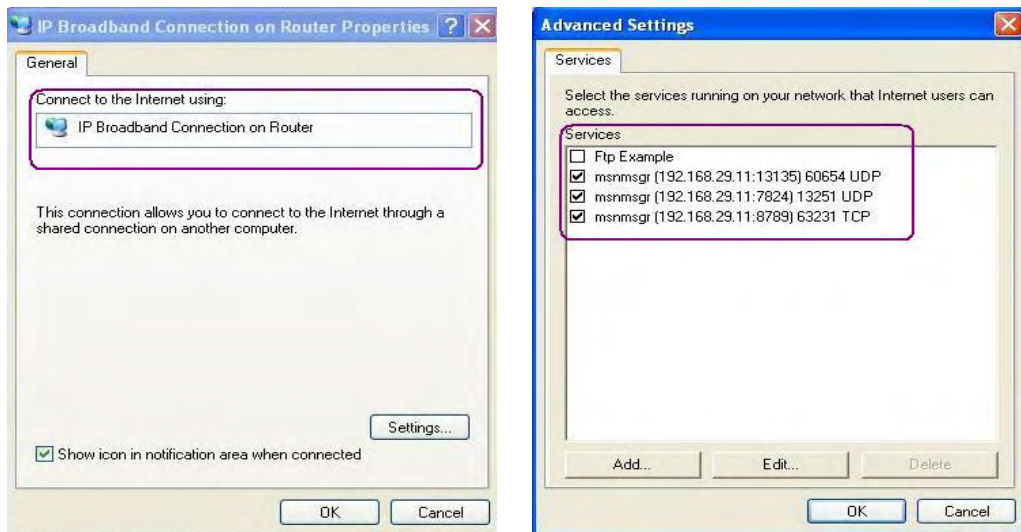 IP Broadband Connection on Router Properties
General
Connect to the Internet using:
IP Broadband Connection on Router
This connection allows you to connect to the Internet through a
shared connection on another computer.
Settings...
Show icon in notification area when connected
OK
Cancel
Advanced Settings
Services
Select the services running on your network that Internet users can
access.
Services
Ftp Example
msnmsgr (192.168.29.11:13135) 60654 UDP
msnmsgr (192.168.29.11:7824) 13251 UDP
msnmsgr (192.168.29.11:8789) 63231 TCP
Add...
Edit...
Delete
OK
Cancel